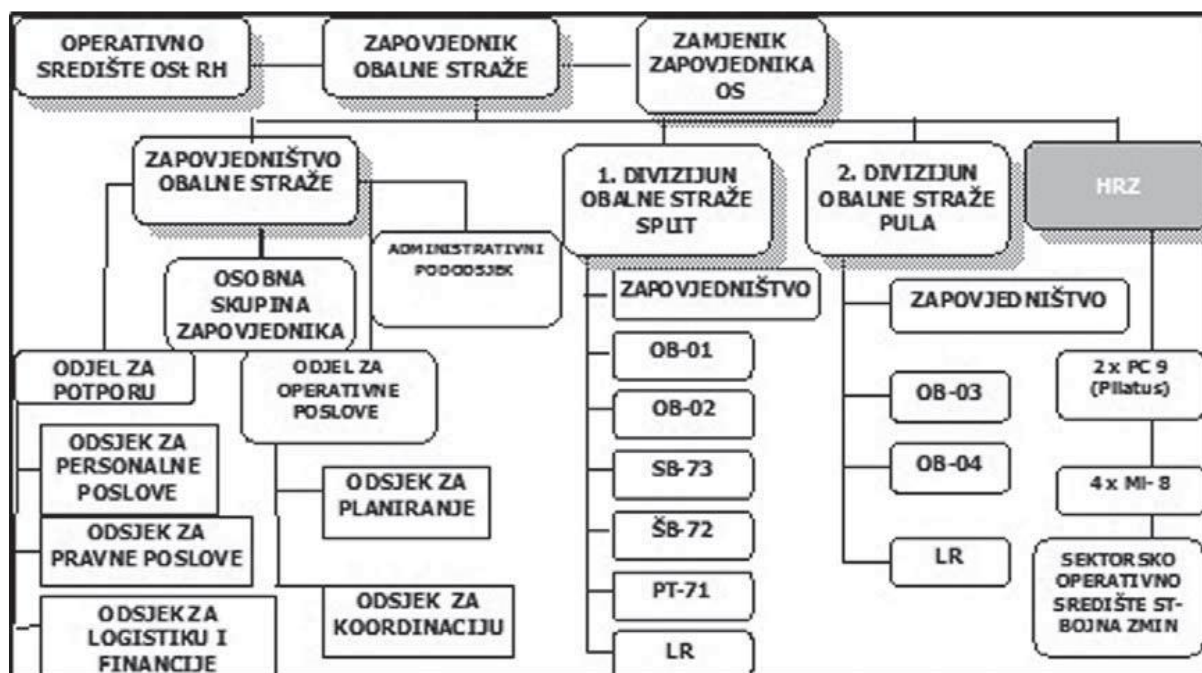 OPERATIVNO
SREDIŠTE OSt RH
ZAPOVJEDNIK
OBALNE STRAŽE
ZAMJENIK
ZAPOVJEDNIKA
OS
ZAPOVJEDNIŠTVO
OBALNE STRAŽE
1. DIVIZIJUN
OBALNE STRAŽE
SPLIT
2. DIVIZIJUN
OBALNE STRAŽE
PULA
HRZ
ADMINISTRATIVNI
PODODSJEK
OSOBNA
SKUPINA
ZAPOVJEDNIKA
ODJEL ZA
POTPORU
ODJEL ZA
OPERATIVNE
POSLOVE
ODSJEK ZA
PERSONALNE
POSLOVE
ODSJEK ZA
PRAVNE POSLOVE
ODSJEK ZA
LOGISTIKU I
FINANCIJE
ODSJEK ZA
PLANIRANJE
ODSJEK ZA
KOORDINACIJU
ZAPOVJEDNIŠTVO
OB-01
OB-02
SB-73
ŠB-72
PT-71
LR
ZAPOVJEDNIŠTVO
OB-03
OB-04
LR
2 x PC 9
(Pilatus)
4 x MI- 8
SEKTORSKO
OPERATIVNO
SREDIŠTE ST-
BOJNA ZMIN